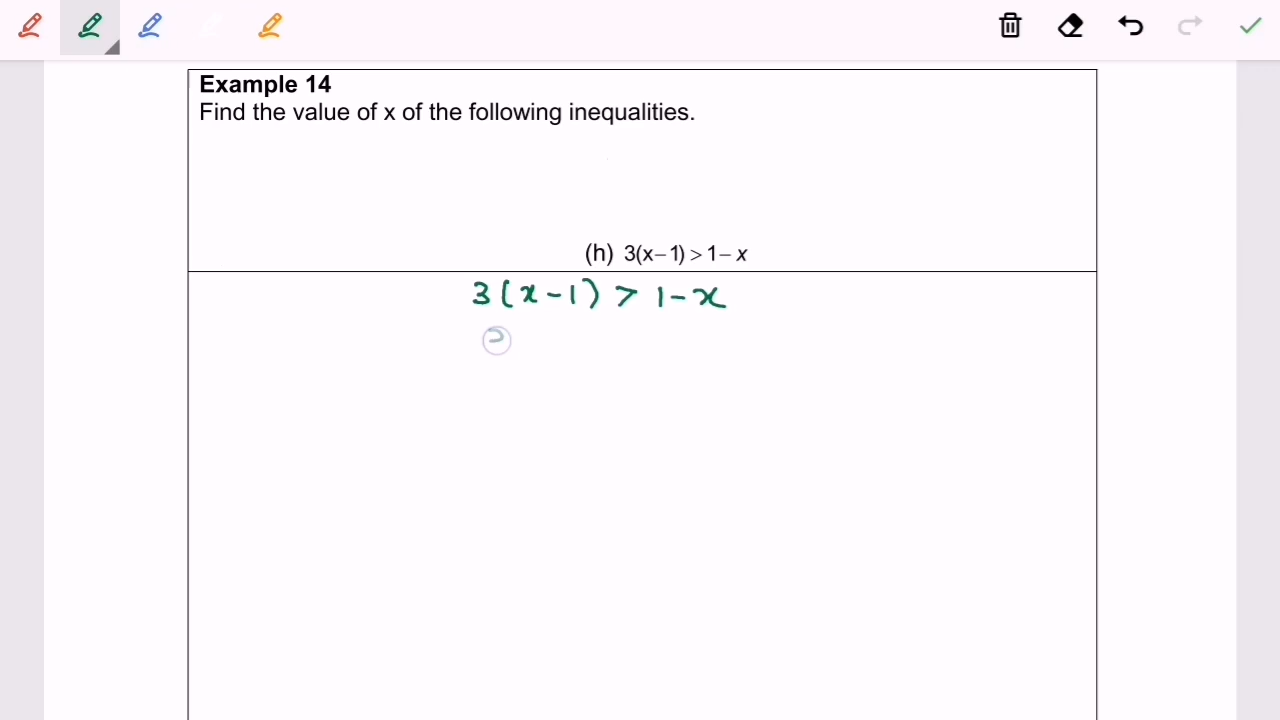 Example 14
Find the value of x of the following inequalities.
(h) 3(x−1) > 1− x
3(x-1) > 1-x